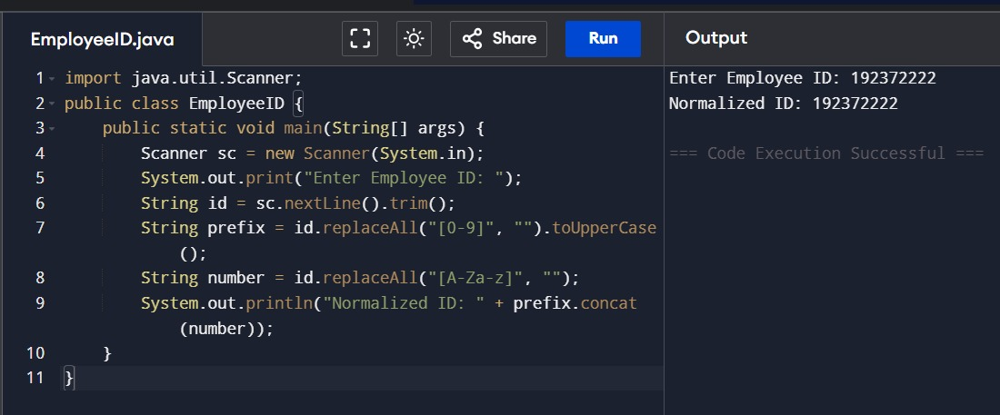 EmployeeID.java
Share
Run
Output
1 import java.util.Scanner;
2 public class EmployeeID {
3     public static void main(String[] args) {
4         Scanner sc = new Scanner(System.in);
5         System.out.print("Enter Employee ID: ");
6         String id = sc.nextLine().trim();
7         String prefix = id.replaceAll("[0-9]", "").toUpperCase
            ();
8         String number = id.replaceAll("[A-Za-z]", "");
9         System.out.println("Normalized ID: " + prefix.concat
            (number));
10     }
11 }
Enter Employee ID: 192372222
Normalized ID: 192372222
=== Code Execution Successful ===